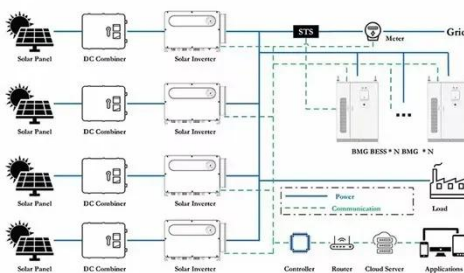 STS
Meter
Grid
Solar Panel DC Combiner Solar Inverter
Solar Panel DC Combiner Solar Inverter
BMG BESS * N BMG * N
Solar Panel DC Combiner Solar Inverter
Power
Communication
Load
Solar Panel DC Combiner Solar Inverter
Controller Router Cloud Server Application